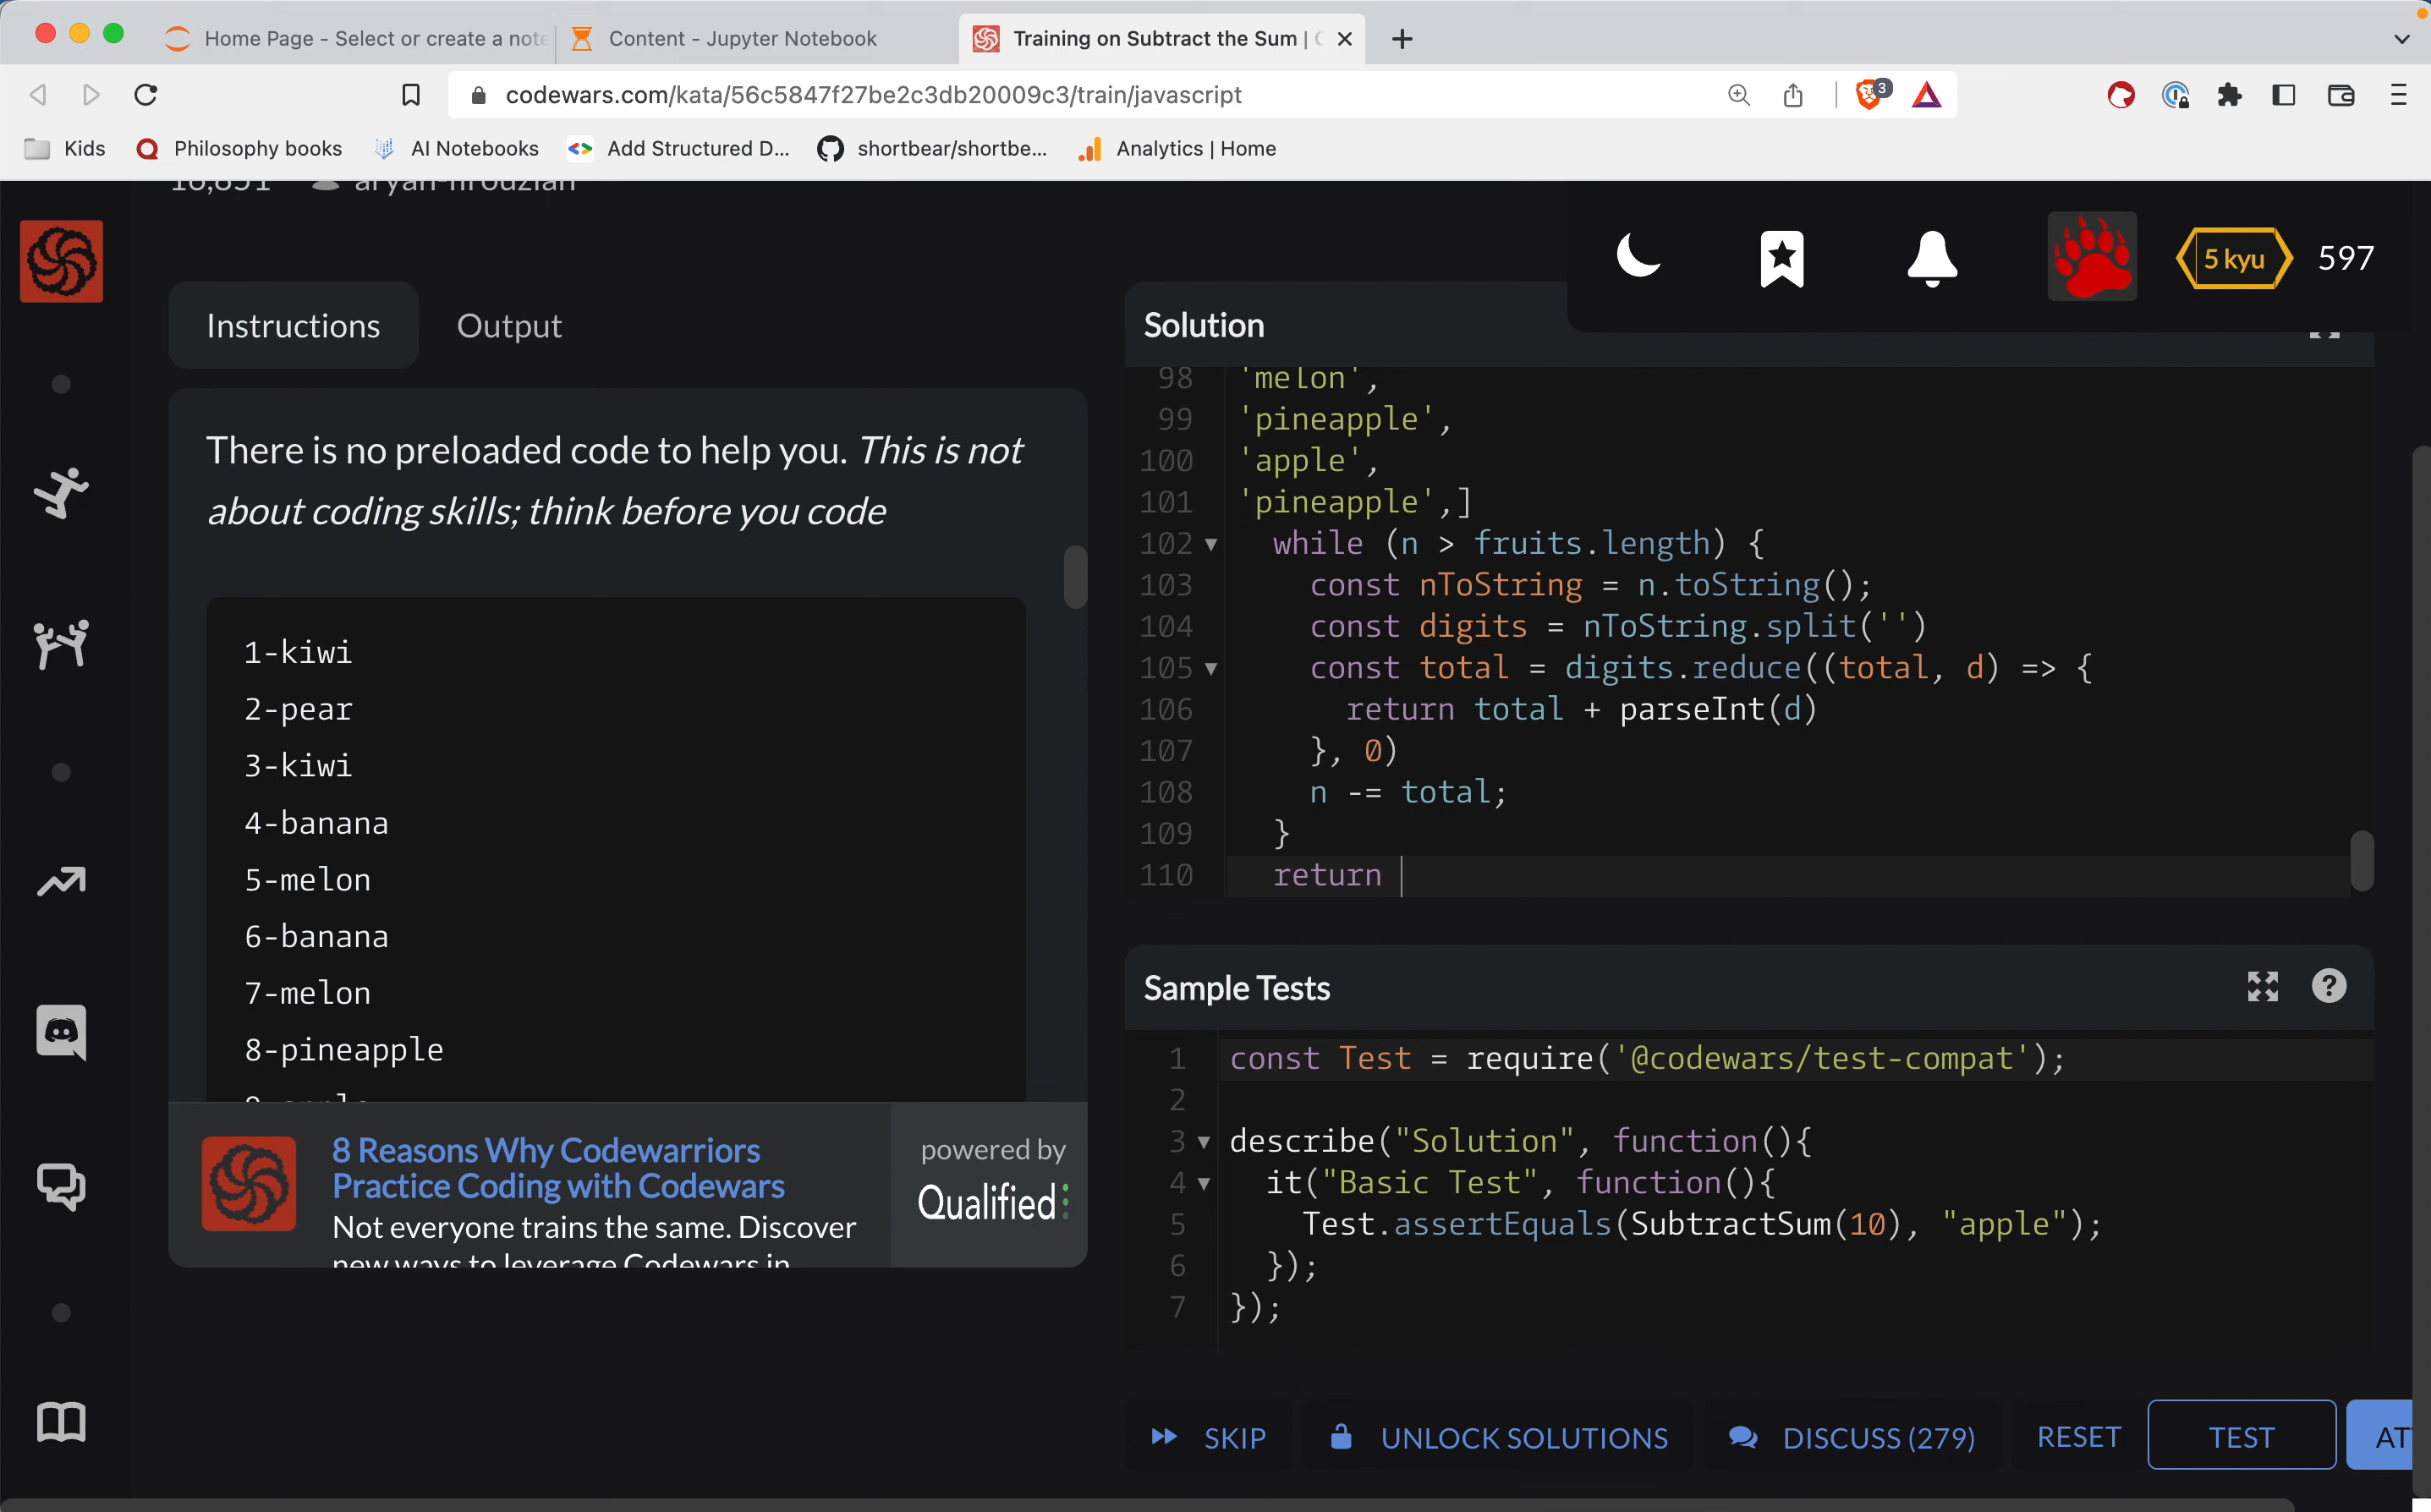 Home Page - Select or create a note
Content - Jupyter Notebook
Training on Subtract the Sum |
codewars.com/kata/56c5847f27be2c3db20009c3/train/javascript
3
Kids
Philosophy books
AI Notebooks
Add Structured D...
shortbear/shortbe...
Analytics | Home
5 kyu
597
Instructions
Output
There is no preloaded code to help you. This is not
about coding skills; think before you code
1-kiwi
2-pear
3-kiwi
4-banana
5-melon
6-banana
7-melon
8-pineapple
8 Reasons Why Codewarriors
Practice Coding with Codewars
Not everyone trains the same. Discover
new ways to leverage Codewars in
powered by
Qualified
Solution
98 'melon',
99 'pineapple',
100 'apple',
101 'pineapple',]
102 while (n > fruits.length) {
103 const nToString = n.toString();
104 const digits = nToString.split('')
105 const total = digits.reduce((total, d) => {
106 return total + parseInt(d)
107 }, 0)
108 n -= total;
109 }
110 return
Sample Tests
?
1 const Test = require('@codewars/test-compat');
2
3 describe("Solution", function(){
4 it("Basic Test", function(){
5 Test.assertEquals(SubtractSum(10), "apple");
6 });
7 });
SKIP
UNLOCK SOLUTIONS
DISCUSS (279)
RESET
TEST